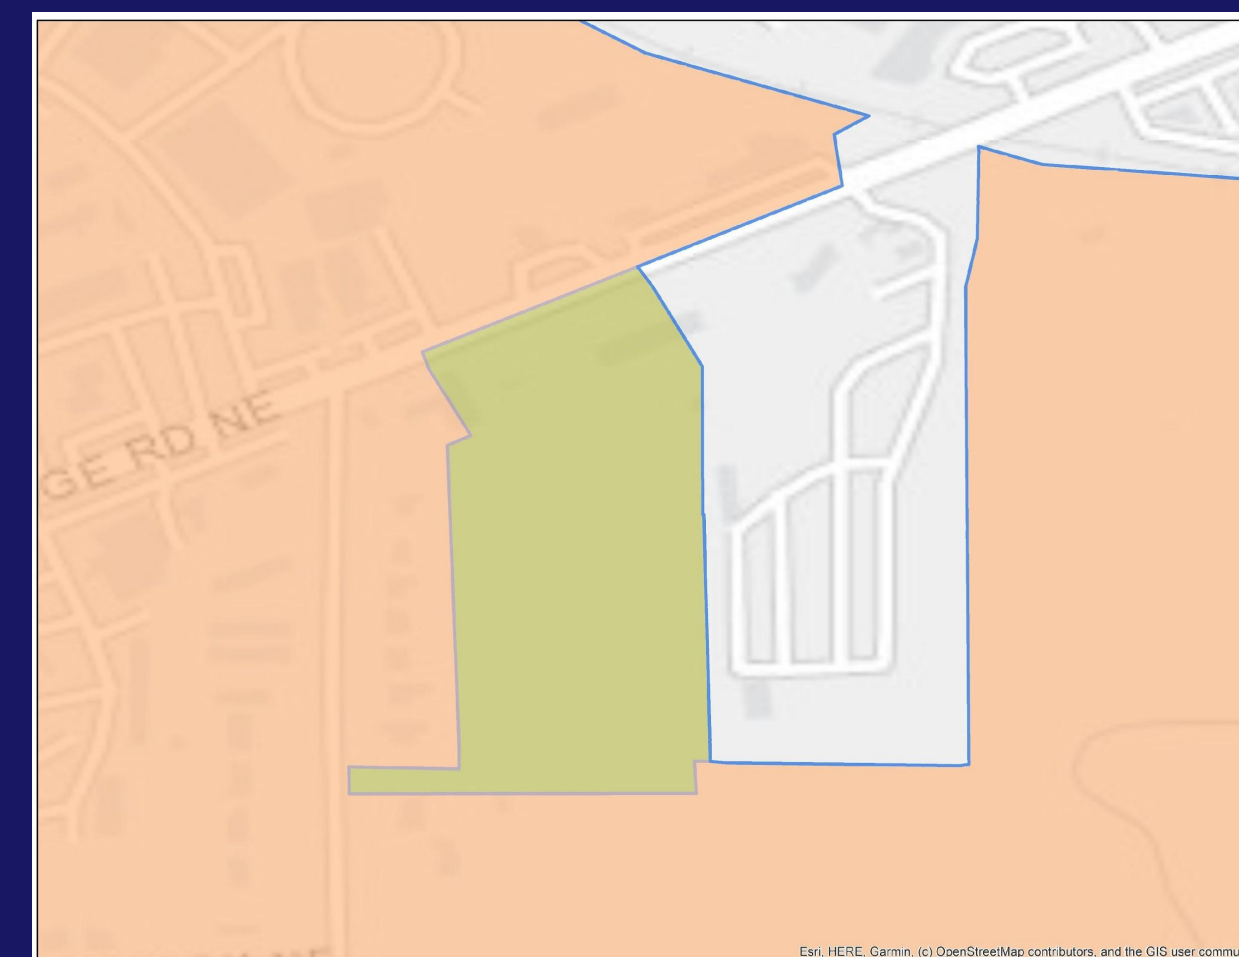 GE RD NE
Esri, HERE, Garmin, (c) OpenStreetMap contributors, and the GIS user commu